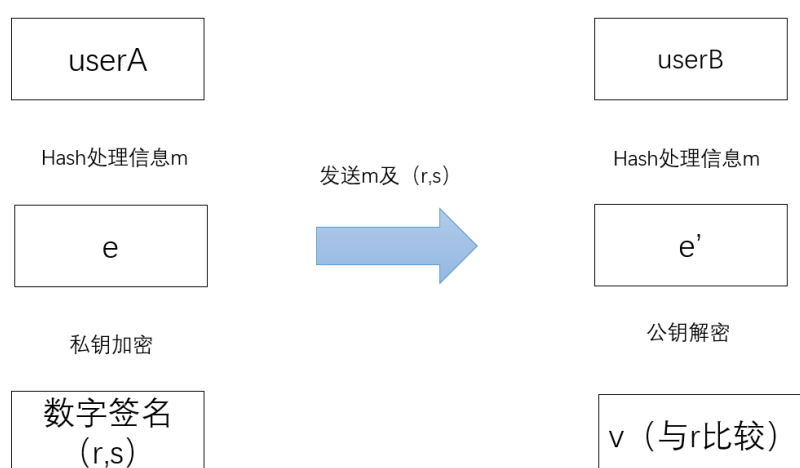 userA
Hash处理信息m
e
私钥加密
数字签名
（r,s）
发送m及（r,s）
userB
Hash处理信息m
e’
公钥解密
v（与r比较）